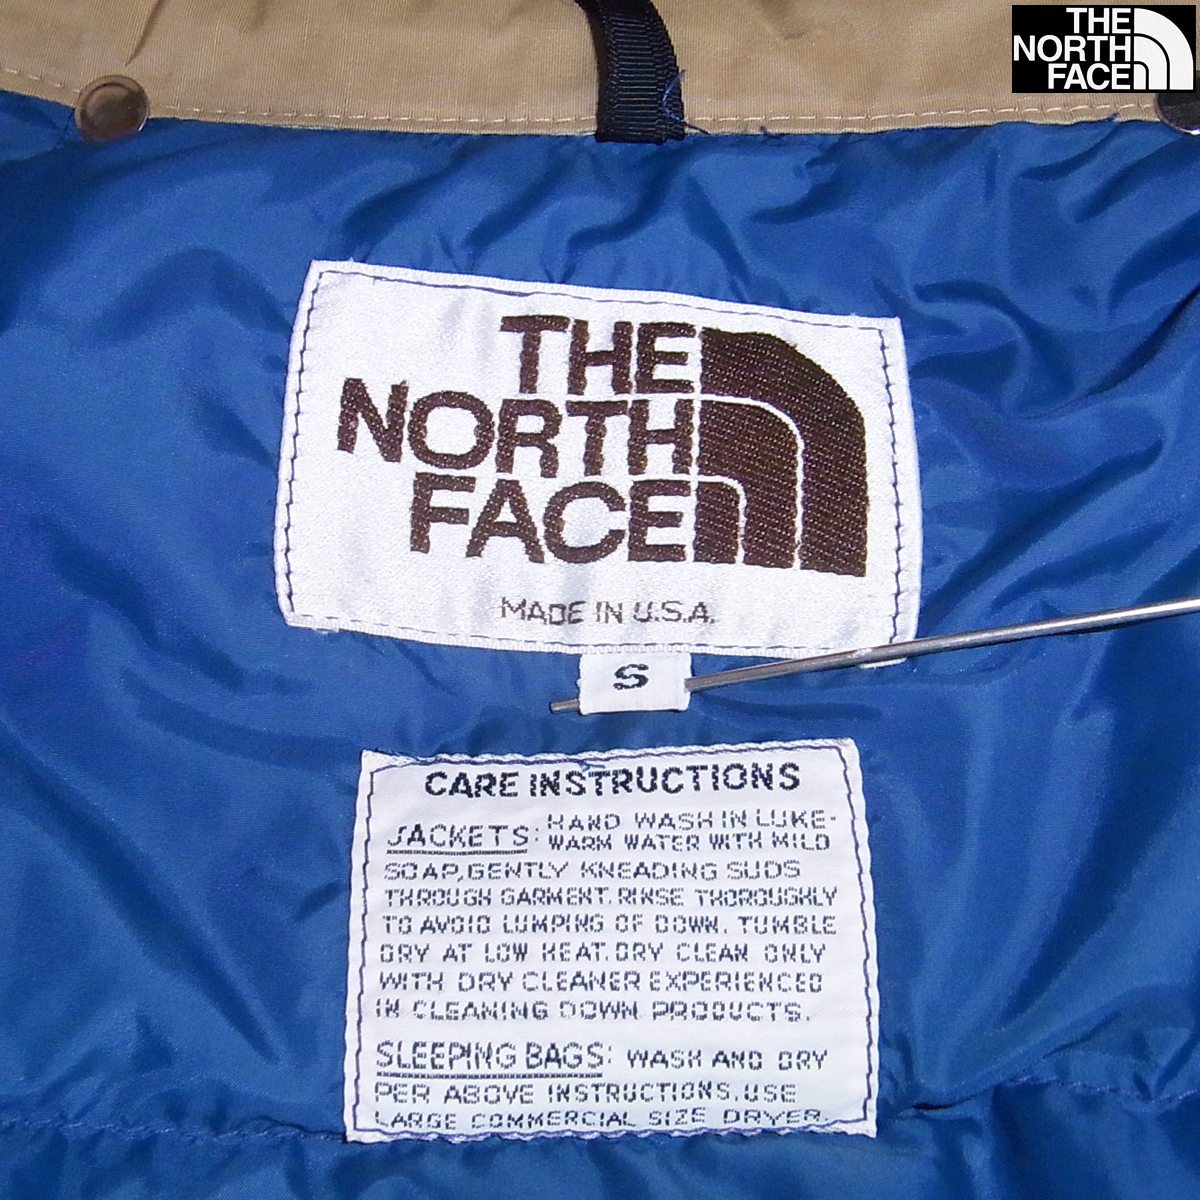 THE
NORTH
FACE
THE
NORTH
FACE
MADE IN U.S.A.
S
CARE INSTRUCTIONS
JACKETS: HAND WASH IN LUKE-
WARM WATER WITH MILD
SOAP, GENTLY KNEADING SUDS
THROUGH GARMENT. RINSE THOROUGHLY
TO AVOID LUMPING OF DOWN. TUMBLE
DRY AT LOW HEAT. DRY CLEAN ONLY
WITH DRY CLEANER EXPERIENCED
IN CLEANING DOWN PRODUCTS.
SLEEPING BAGS: WASH AND DRY
PER ABOVE INSTRUCTIONS. USE
LARGE COMMERCIAL SIZE DRYER.